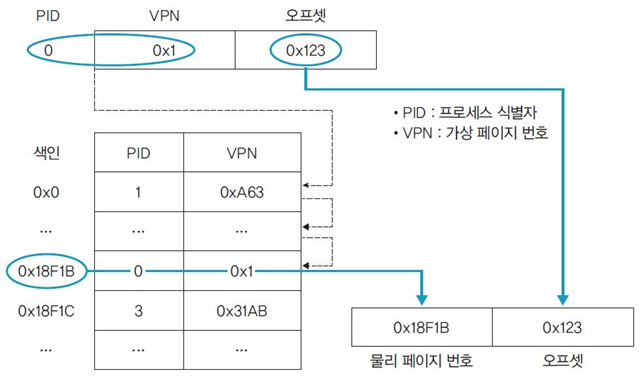 PID VPN 오프셋
0 0x1 0x123
• PID : 프로세스 식별자
• VPN : 가상 페이지 번호
색인 PID VPN
0x0 1 0xA63
... ... ...
0x18F1B 0 0x1
0x18F1C 3 0x31AB
... ... ...
0x18F1B 0x123
물리 페이지 번호 오프셋